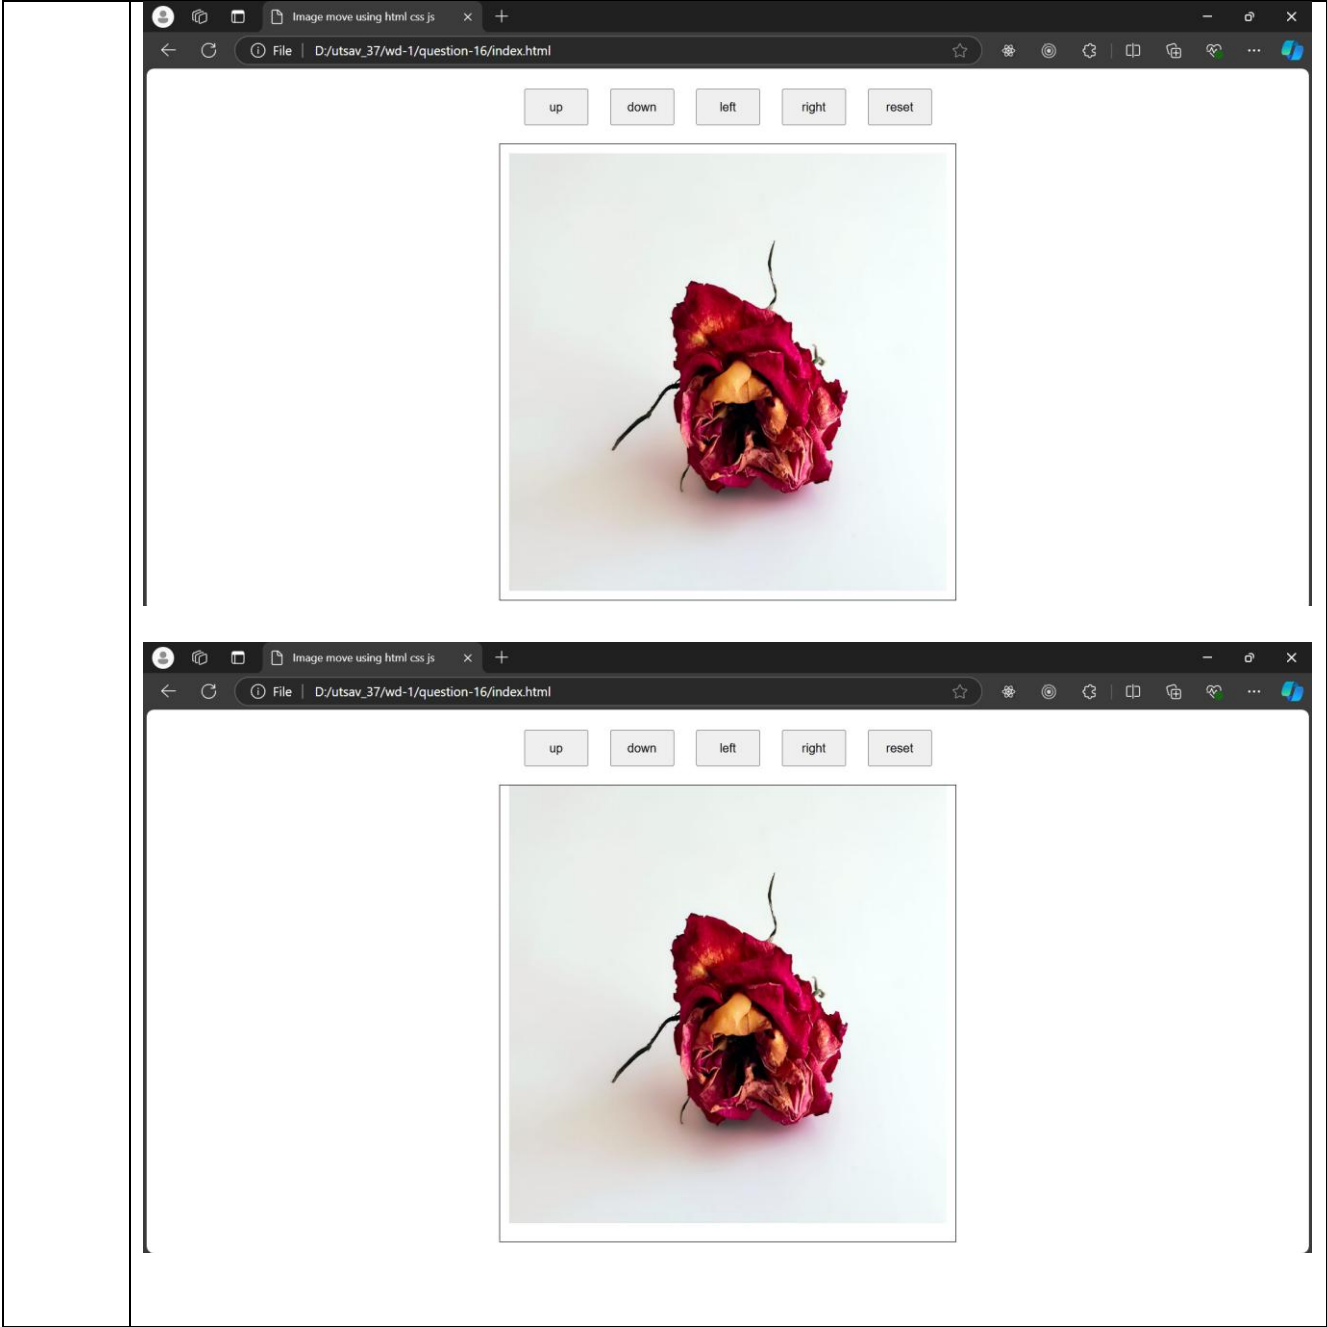 Image move using html css js
File D:/utsav_37/wd-1/question-16/index.html
up down left right reset
Image move using html css js
File D:/utsav_37/wd-1/question-16/index.html
up down left right reset